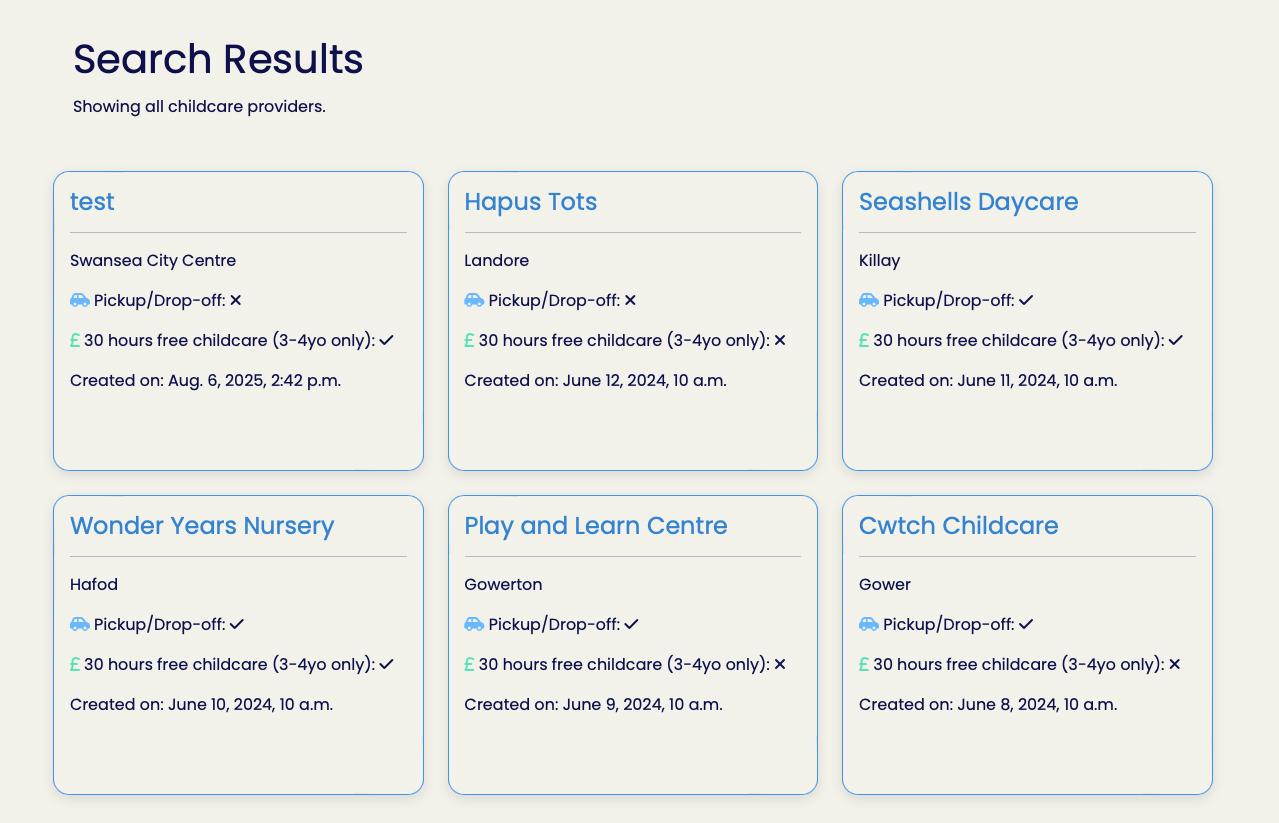 Search Results
Showing all childcare providers.
test
Swansea City Centre
Pickup/Drop-off: ✕
£ 30 hours free childcare (3-4yo only): ✓
Created on: Aug. 6, 2025, 2:42 p.m.
Hapus Tots
Landore
Pickup/Drop-off: ✕
£ 30 hours free childcare (3-4yo only): ✕
Created on: June 12, 2024, 10 a.m.
Seashells Daycare
Killay
Pickup/Drop-off: ✓
£ 30 hours free childcare (3-4yo only): ✓
Created on: June 11, 2024, 10 a.m.
Wonder Years Nursery
Hafod
Pickup/Drop-off: ✓
£ 30 hours free childcare (3-4yo only): ✓
Created on: June 10, 2024, 10 a.m.
Play and Learn Centre
Gowerton
Pickup/Drop-off: ✓
£ 30 hours free childcare (3-4yo only): ✕
Created on: June 9, 2024, 10 a.m.
Cwtch Childcare
Gower
Pickup/Drop-off: ✓
£ 30 hours free childcare (3-4yo only): ✕
Created on: June 8, 2024, 10 a.m.